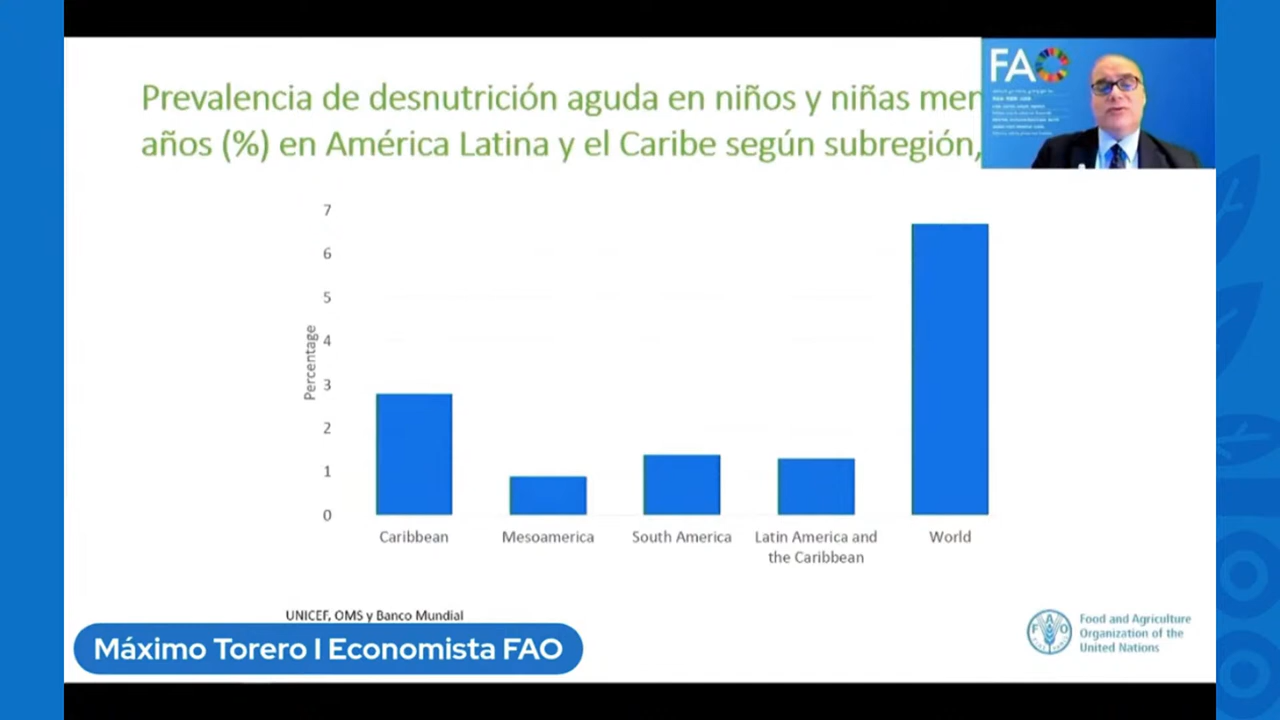 Prevalencia de desnutrición aguda en niños y niñas
años (%) en América Latina y el Caribe según subregión,
FAO
7
6
5
4
3
2
1
0
Percentage
Caribbean
Mesoamerica
South America
Latin America and
the Caribbean
World
UNICEF, OMS y Banco Mundial
Máximo Torero I Economista FAO
Food and Agriculture
Organization of the
United Nations